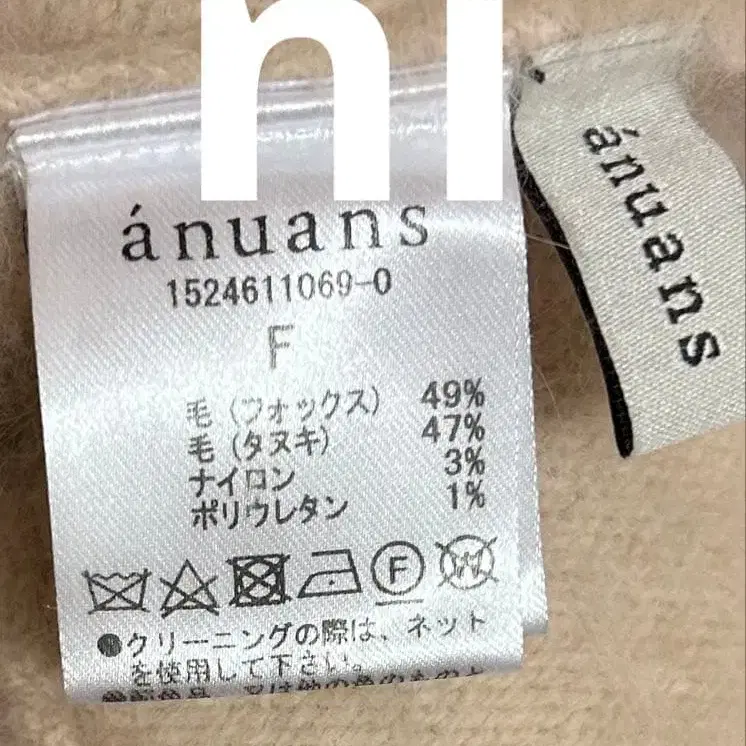 ni
ánuans
ánuans
1524611069-0
F
毛(フォックス) 49%
毛(タヌキ) 47%
ナイロン 3%
ポリウレタン 1%
F
W
●クリーニングの際は、ネット
を使用して下さい。